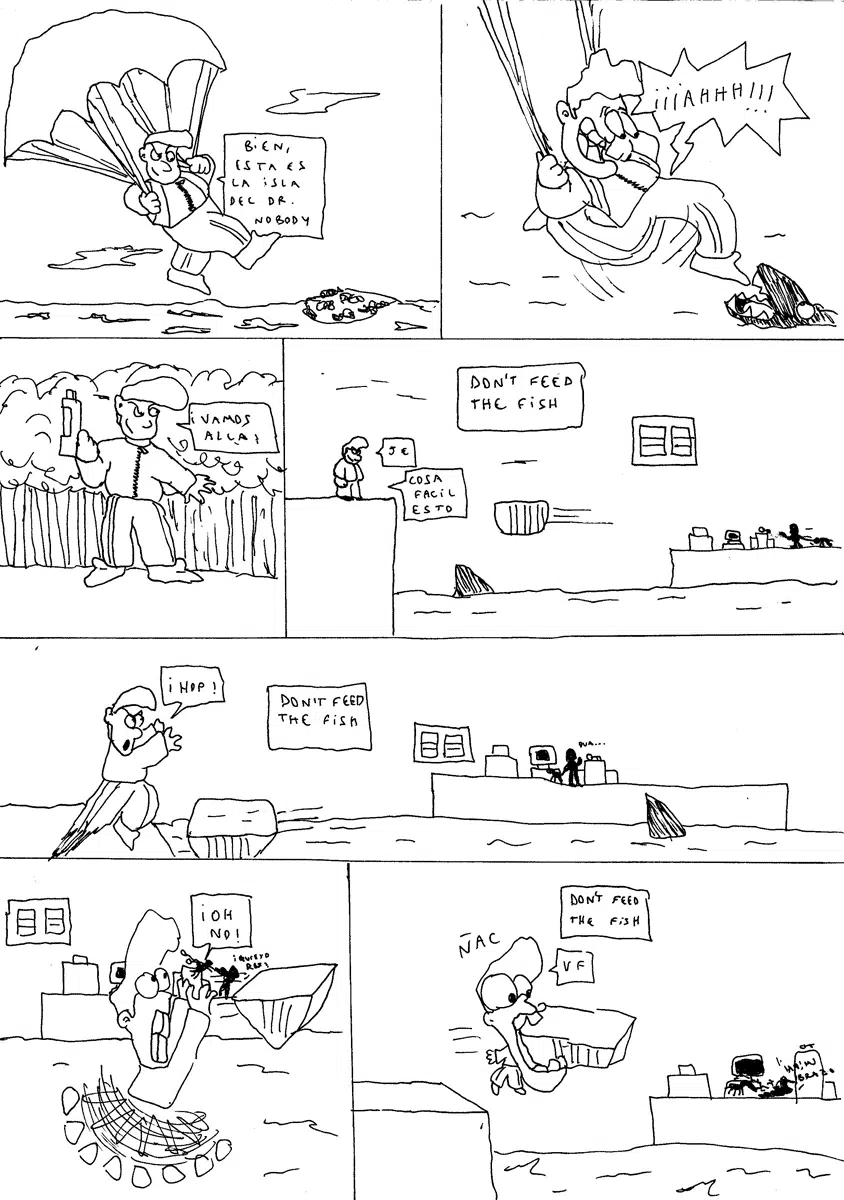 BIEN,
ESTA ES
LA ISLA
DEL DR.
NOBODY
¡¡¡AHHH!!!
¡VAMOS
ALLA!
DON'T FEED
THE FISH
JE
COSA
FACIL
ESTO
¡HOP!
DON'T FEED
THE FISH
¡OH
NO!
¡QUIETO
DON'T FEED
THE FISH
ÑAC
VF